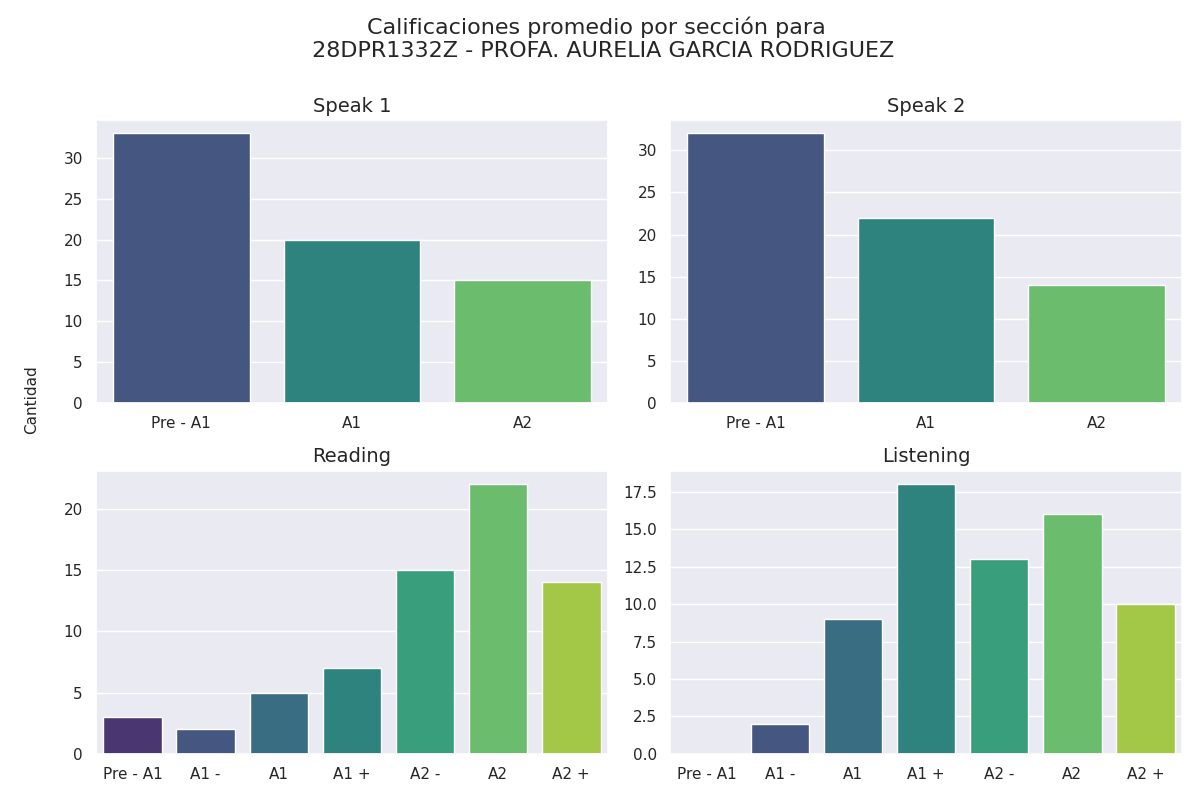 Calificaciones promedio por sección para
28DPR1332Z - PROFA. AURELIA GARCIA RODRIGUEZ
Speak 1
30
25
20
15
10
5
0
Pre - A1 A1 A2
Speak 2
30
25
20
15
10
5
0
Pre - A1 A1 A2
Cantidad
Reading
20
15
10
5
0
Pre - A1 A1 - A1 A1 + A2 - A2 A2 +
Listening
17.5
15.0
12.5
10.0
7.5
5.0
2.5
0.0
Pre - A1 A1 - A1 A1 + A2 - A2 A2 +